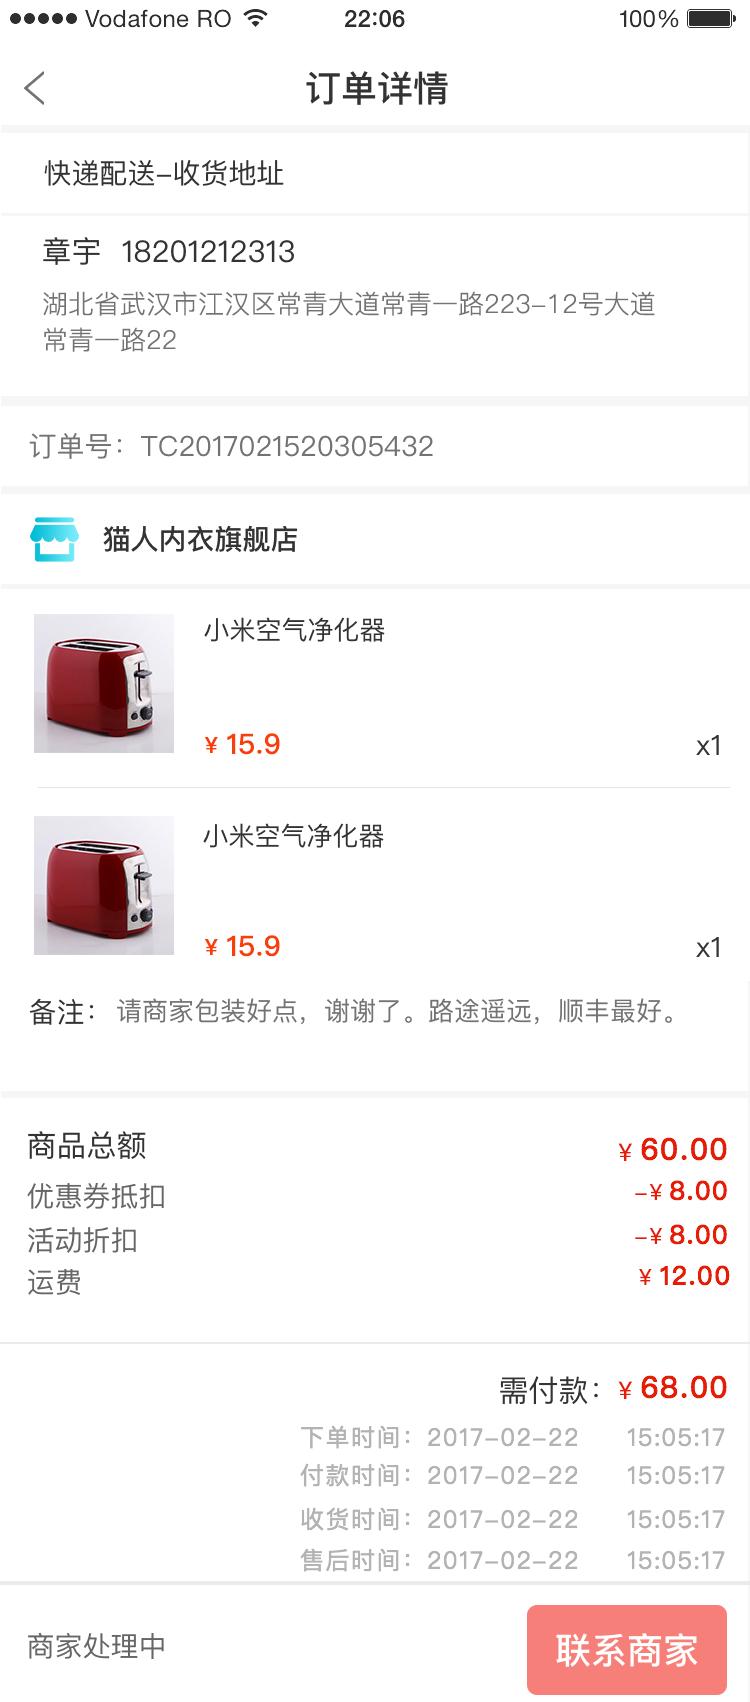 Vodafone RO 22:06 100%
订单详情
快递配送-收货地址
章宇 18201212313
湖北省武汉市江汉区常青大道常青一路223-12号大道
常青一路22
订单号：TC2017021520305432
猫人内衣旗舰店
小米空气净化器
¥ 15.9 x1
小米空气净化器
¥ 15.9 x1
备注： 请商家包装好点，谢谢了。路途遥远，顺丰最好。
商品总额 ¥ 60.00
优惠券抵扣 -¥ 8.00
活动折扣 -¥ 8.00
运费 ¥ 12.00
需付款：¥ 68.00
下单时间：2017-02-22 15:05:17
付款时间：2017-02-22 15:05:17
收货时间：2017-02-22 15:05:17
售后时间：2017-02-22 15:05:17
商家处理中 联系商家